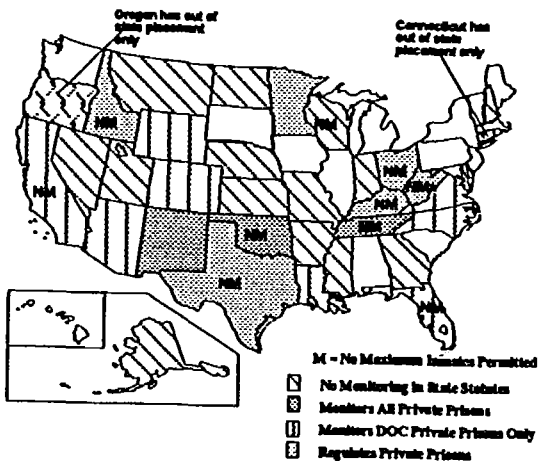 Oregon has out of
state placement
only
Connecticut has
out of state
placement only
NM
NM
NM
NM
NM
NM
NM
NM
NM
M = No Maximum Inmates Permitted
No Monitoring in State Statutes
Monitors All Private Prisons
Monitors DOC Private Prisons Only
Regulates Private Prisons